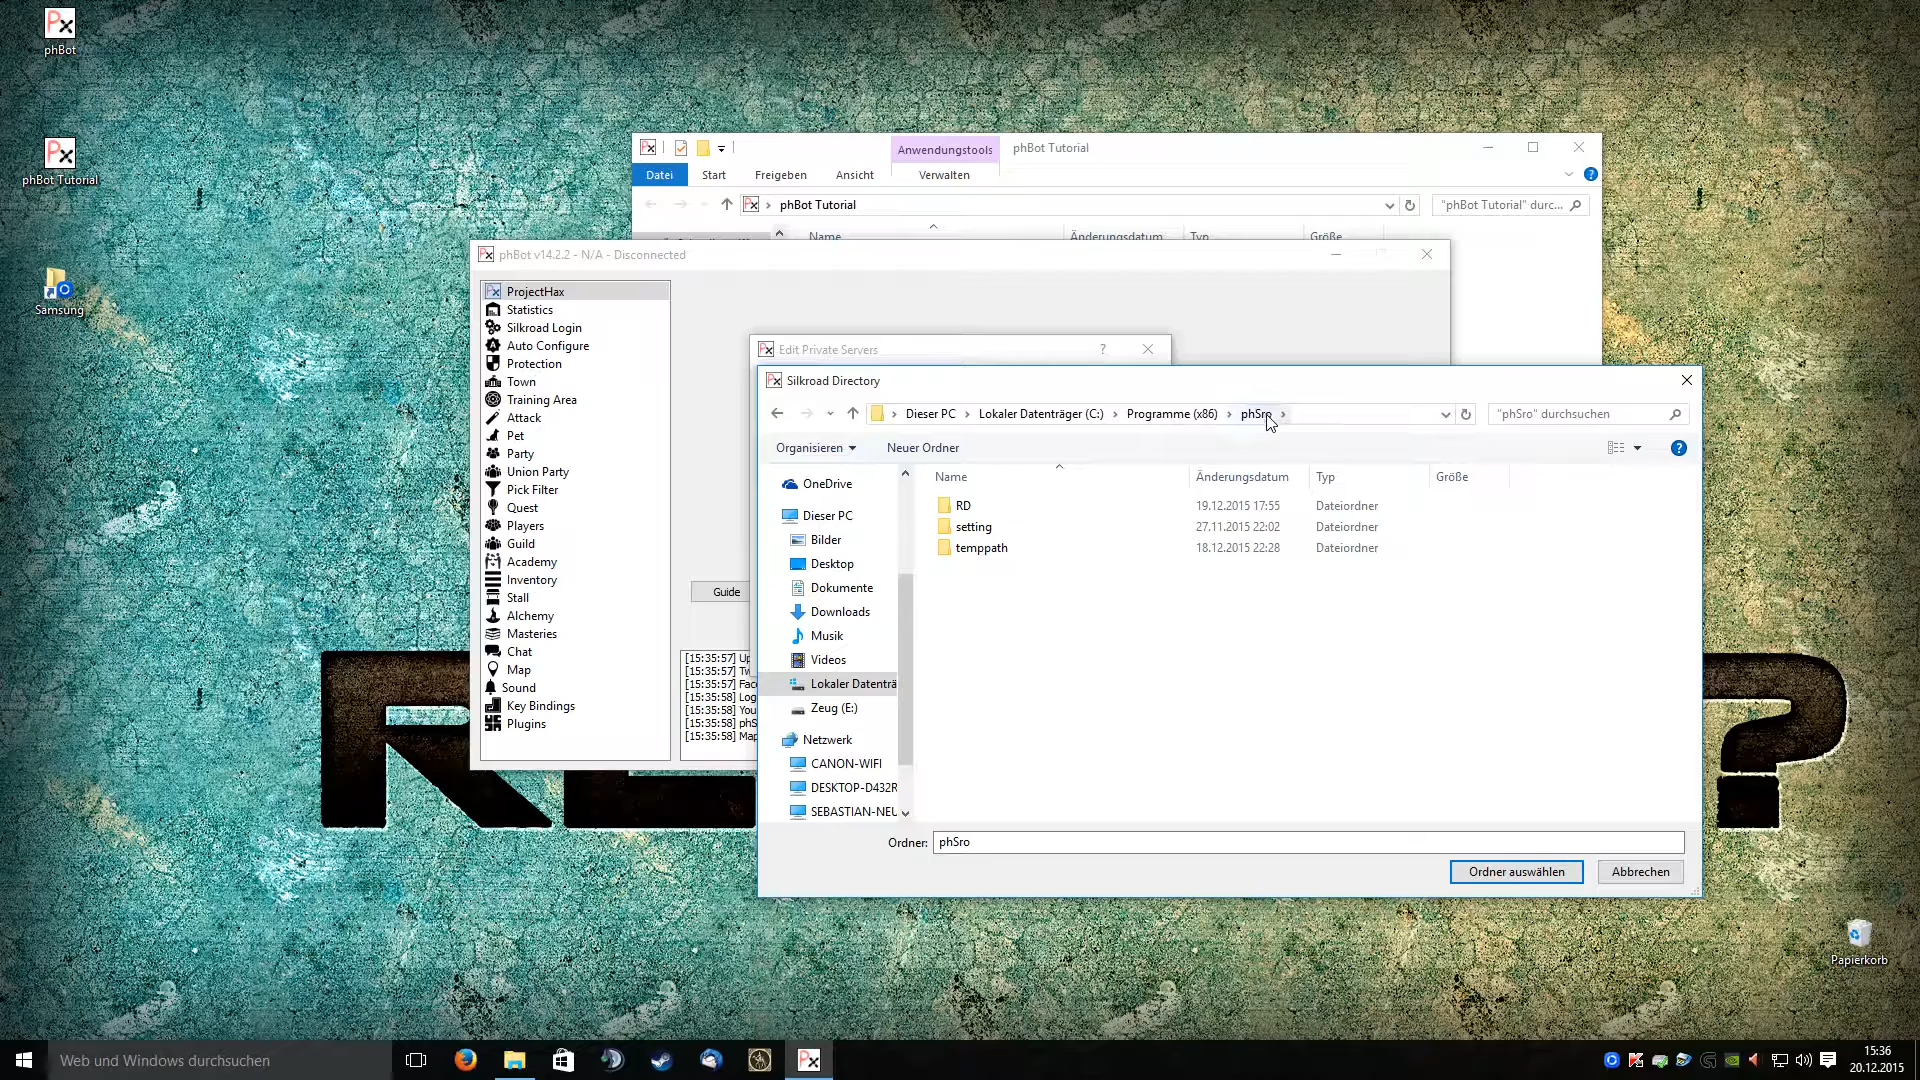 phBot
phBot Tutorial
Samsung
Papierkorb
Anwendungstools
phBot Tutorial
Datei
Start
Freigeben
Ansicht
Verwalten
phBot Tutorial
"phBot Tutorial" durc...
Name
Änderungsdatum
Typ
Größe
phBot v14.2.2 - N/A - Disconnected
ProjectHax
Statistics
Silkroad Login
Auto Configure
Protection
Town
Training Area
Attack
Pet
Party
Union Party
Pick Filter
Quest
Players
Guild
Academy
Inventory
Stall
Alchemy
Masteries
Chat
Map
Sound
Key Bindings
Plugins
Guide
[15:35:57] Up
[15:35:57] Tw
[15:35:57] Fac
[15:35:58] Log
[15:35:58] You
[15:35:58] phS
[15:35:58] Map
Edit Private Servers
?
Silkroad Directory
Dieser PC
Lokaler Datenträger (C:)
Programme (x86)
phSro
"phSro" durchsuchen
Organisieren
Neuer Ordner
?
OneDrive
Dieser PC
Bilder
Desktop
Dokumente
Downloads
Musik
Videos
Lokaler Datenträ
Zeug (E:)
Netzwerk
CANON-WIFI
DESKTOP-D432R
SEBASTIAN-NEU
Name
Änderungsdatum
Typ
Größe
RD
19.12.2015 17:55
Dateiordner
setting
27.11.2015 22:02
Dateiordner
temppath
18.12.2015 22:28
Dateiordner
Ordner:
phSro
Ordner auswählen
Abbrechen
Web und Windows durchsuchen
15:36
20.12.2015